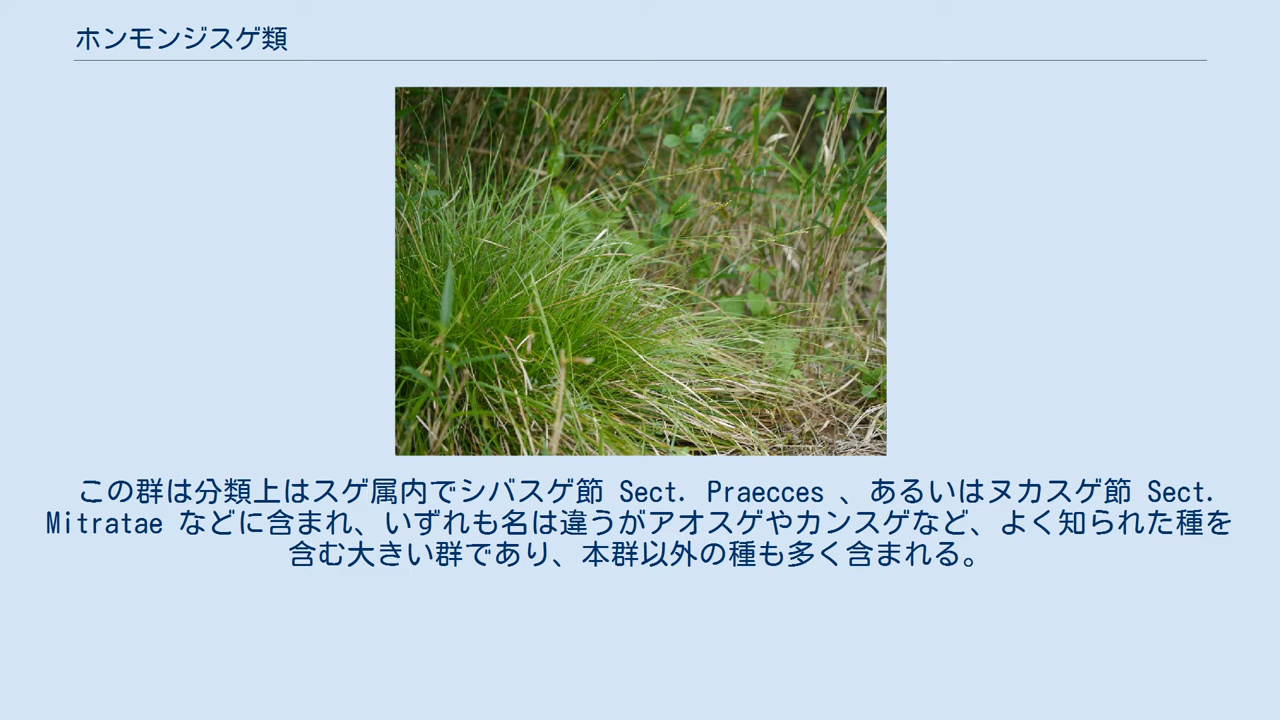 ホンモンジスゲ類
この群は分類上はスゲ属内でシバスゲ節 Sect. Praecces 、あるいはヌカスゲ節 Sect.
Mitratae などに含まれ、いずれも名は違うがアオスゲやカンスゲなど、よく知られた種を
含む大きい群であり、本群以外の種も多く含まれる。